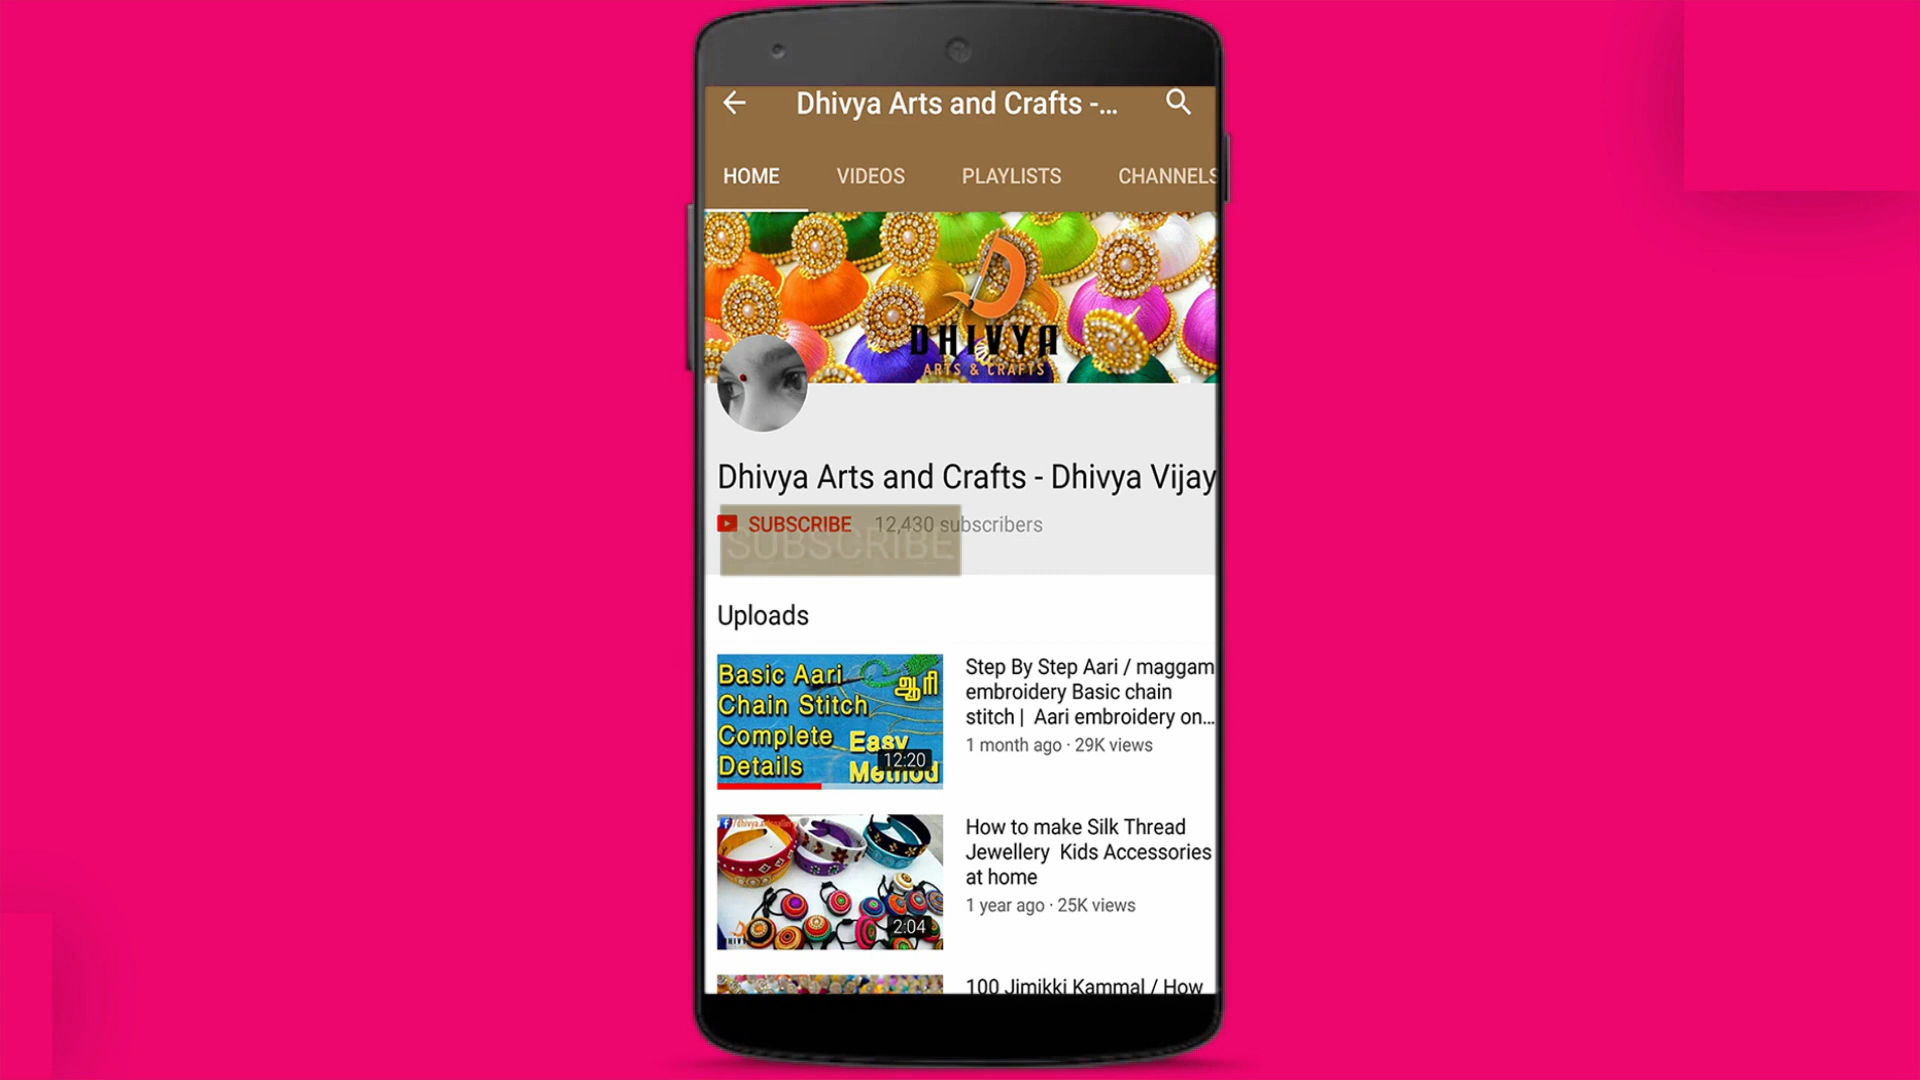 Dhivya Arts and Crafts -...
HOME VIDEOS PLAYLISTS CHANNELS
D
DHIVYA
ARTS & CRAFTS
Dhivya Arts and Crafts - Dhivya Vijay
SUBSCRIBE 12,430 subscribers
SUBSCRIBE
Uploads
Basic Aari
ஆரி
Chain Stitch
Complete
Details
Easy
Method
12:20
Step By Step Aari / maggam
embroidery Basic chain
stitch | Aari embroidery on...
1 month ago · 29K views
2:04
How to make Silk Thread
Jewellery Kids Accessories
at home
1 year ago · 25K views
100 Jimikki Kammal / How